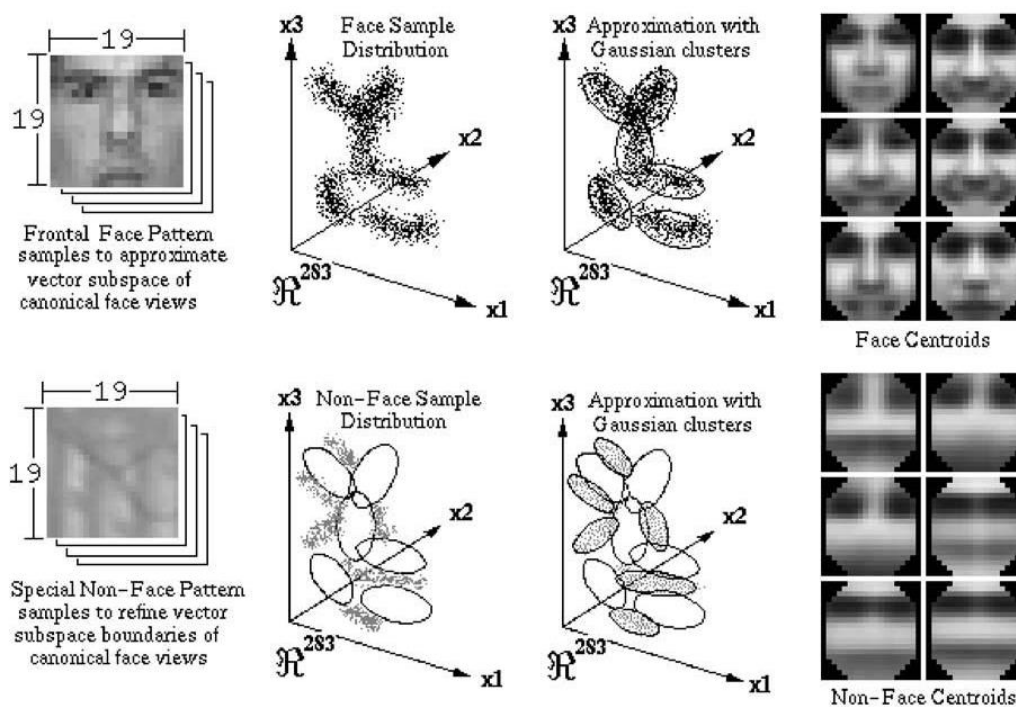 19
19
Frontal Face Pattern
samples to approximate
vector subspace of
canonical face views
x3
Face Sample
Distribution
x2
ℜ283
x1
x3
Approximation with
Gaussian clusters
x2
ℜ283
x1
Face Centroids
19
19
Special Non-Face Pattern
samples to refine vector
subspace boundaries of
canonical face views
x3
Non-Face Sample
Distribution
x2
ℜ283
x1
x3
Approximation with
Gaussian clusters
x2
ℜ283
x1
Non-Face Centroids